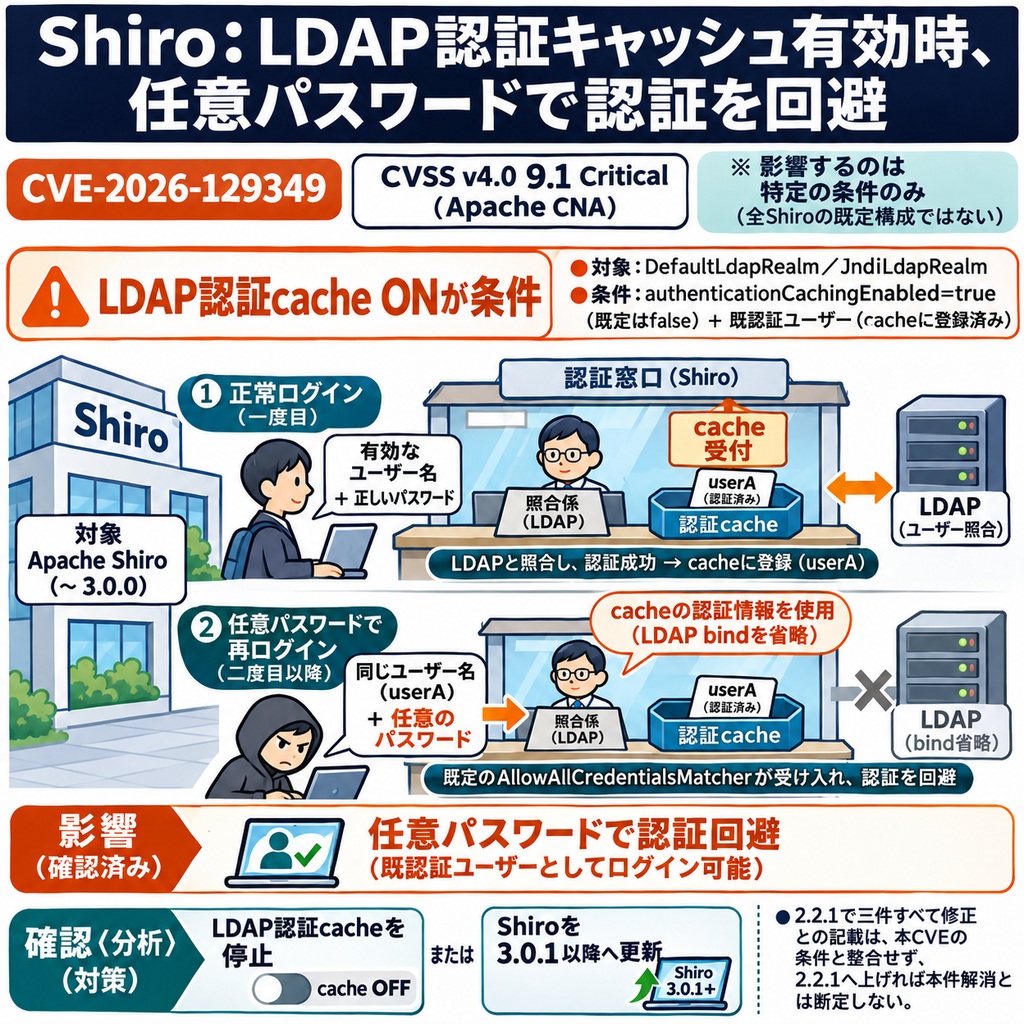 Shiro：LDAP認証キャッシュ有効時、
任意パスワードで認証を回避
CVE-2026-129349
CVSS v4.0 9.1 Critical
（Apache CNA）
※ 影響するのは
特定の条件のみ
（全Shiroの既定構成ではない）
LDAP認証cache ONが条件
● 対象：DefaultLdapRealm／JndiLdapRealm
● 条件：authenticationCachingEnabled=true
（既定はfalse）＋ 既認証ユーザー（cacheに登録済み）
Shiro
対象
Apache Shiro
（～ 3.0.0）
1 正常ログイン
（一度目）
有効な
ユーザー名
＋ 正しいパスワード
認証窓口（Shiro）
cache
受付
照合係
（LDAP）
userA
（認証済み）
認証cache
LDAP
（ユーザー照合）
LDAPと照合し、認証成功 → cacheに登録（userA）
2 任意パスワードで
再ログイン
（二度目以降）
同じユーザー名
（userA）
＋ 任意の
パスワード
cacheの認証情報を使用
（LDAP bindを省略）
照合係
（LDAP）
userA
（認証済み）
認証cache
LDAP
（bind省略）
既定のAllowAllCredentialsMatcherが受け入れ、認証を回避
影響
（確認済み）
任意パスワードで認証回避
（既認証ユーザーとしてログイン可能）
確認〈分析〉
（対策）
LDAP認証cacheを
停止
cache OFF
または
Shiroを
3.0.1以降へ更新
Shiro
3.0.1+
● 2.2.1で三件すべて修正
との記載は、本CVEの
条件と整合せず、
2.2.1へ上げれば本件解消と
は断定しない。